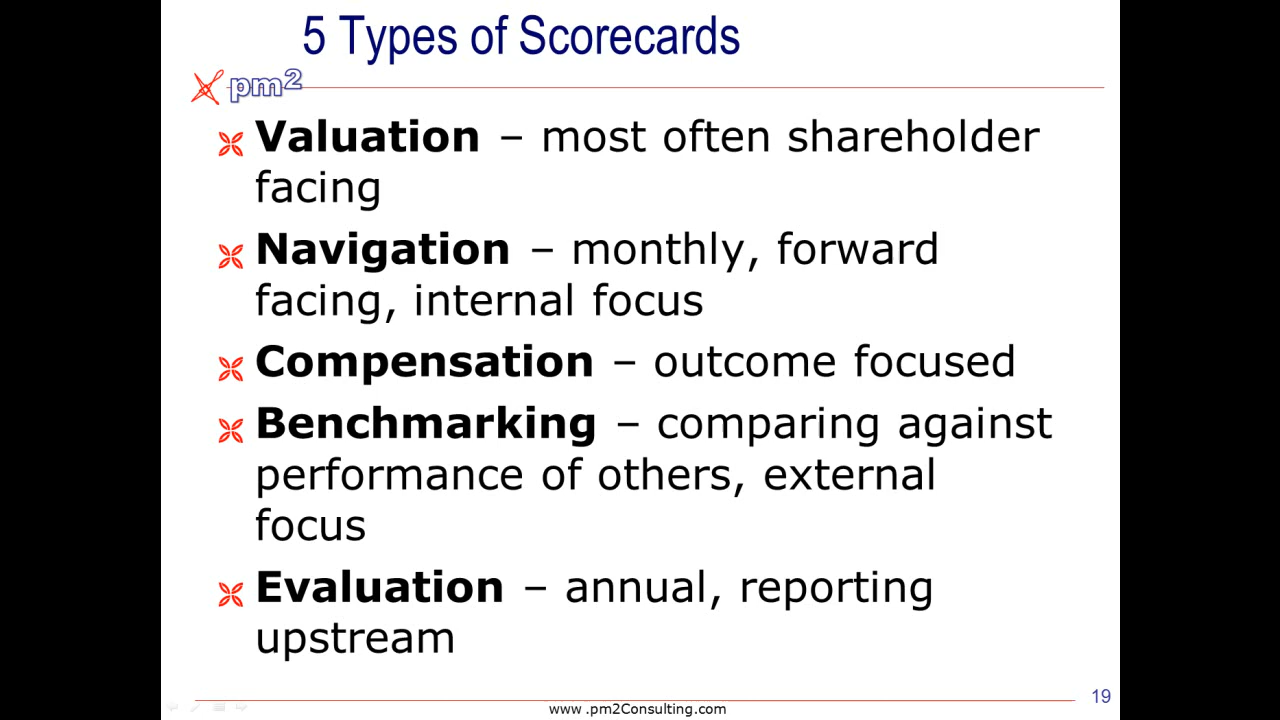 5 Types of Scorecards
pm2
Valuation – most often shareholder
facing
Navigation – monthly, forward
facing, internal focus
Compensation – outcome focused
Benchmarking – comparing against
performance of others, external
focus
Evaluation – annual, reporting
upstream
19
www .pm2Consulting.com